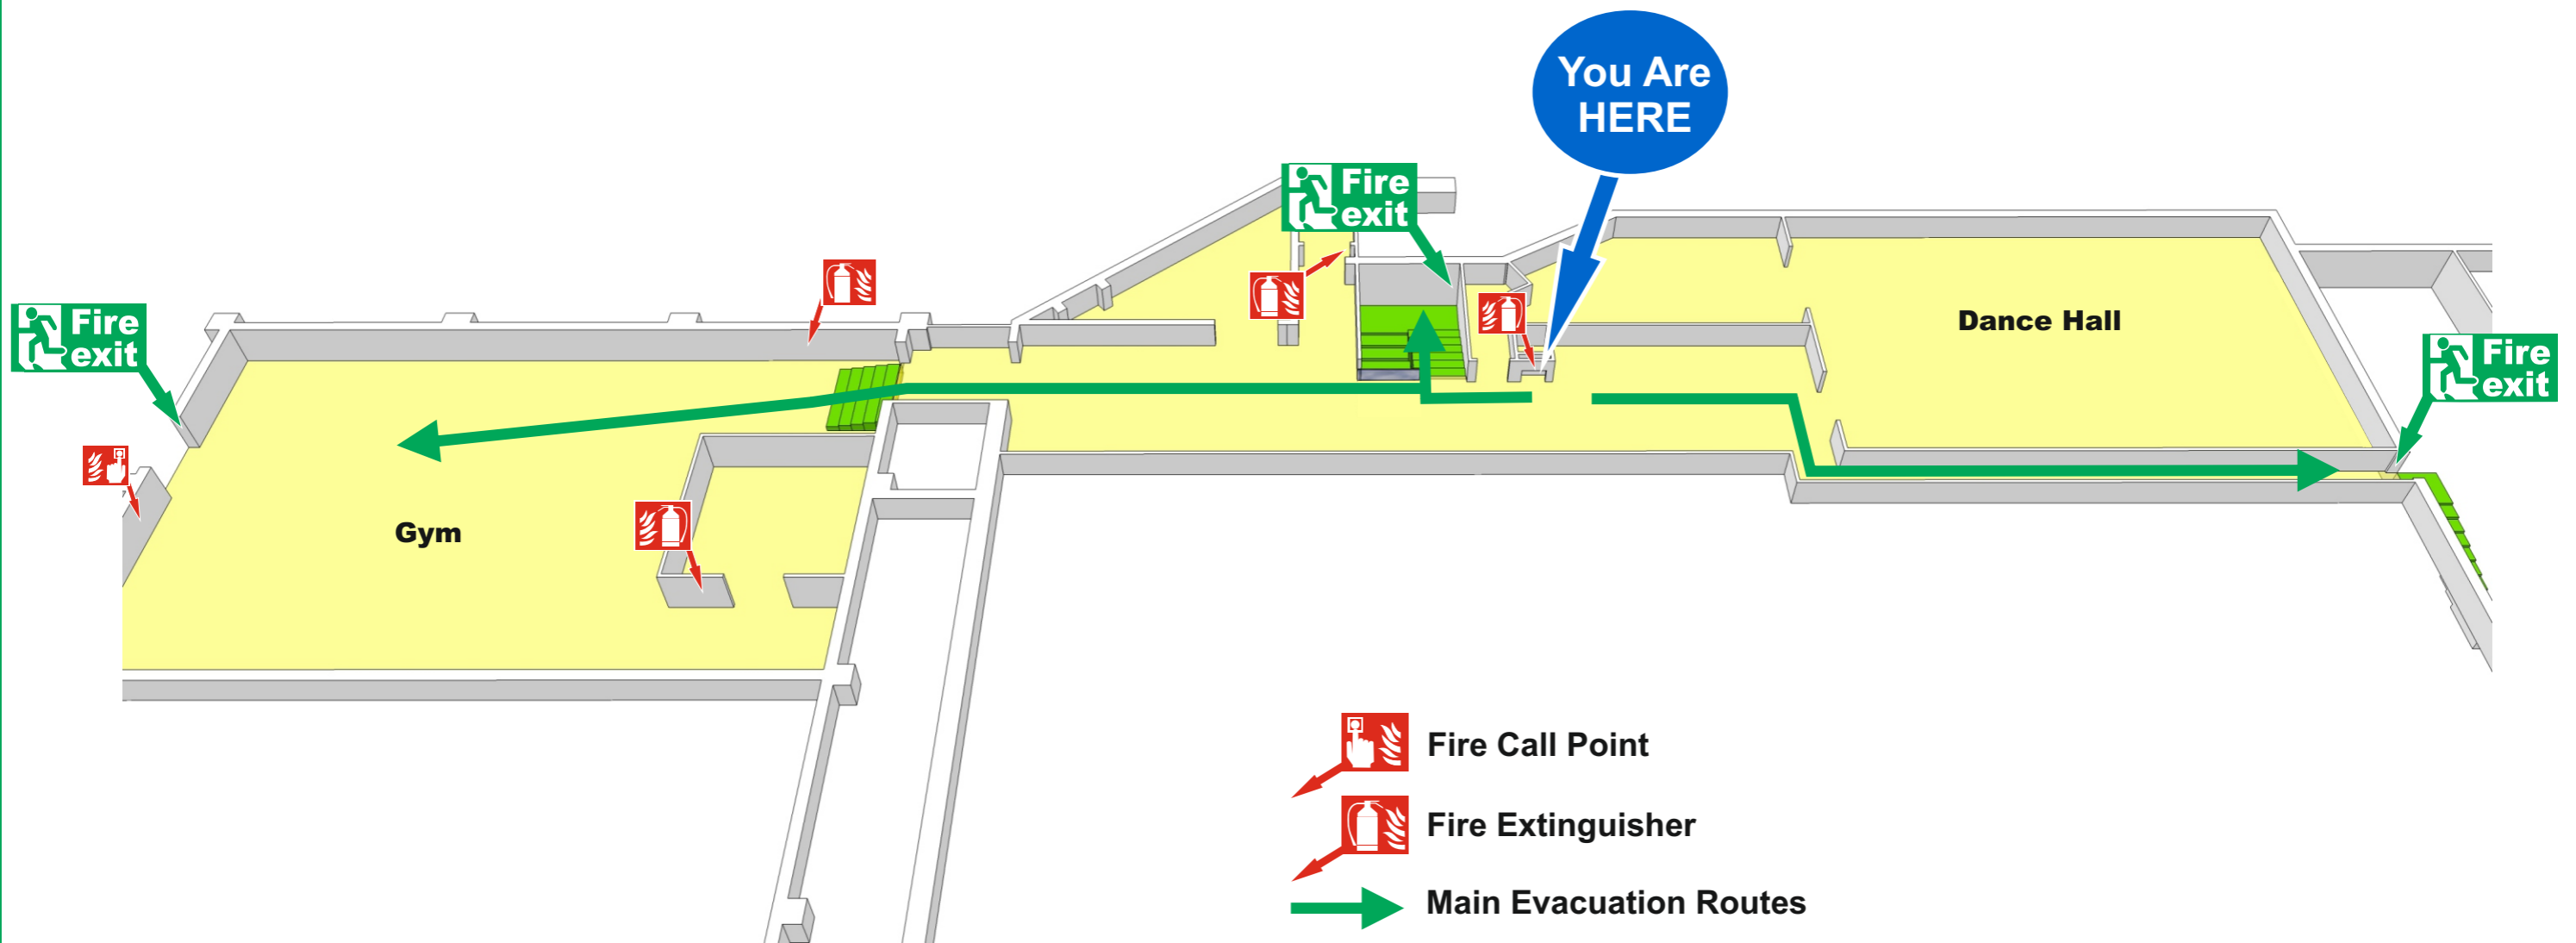 You Are
HERE
Fire
exit
Fire
exit
Dance Hall
Fire
exit
Gym
Fire Call Point
Fire Extinguisher
Main Evacuation Routes